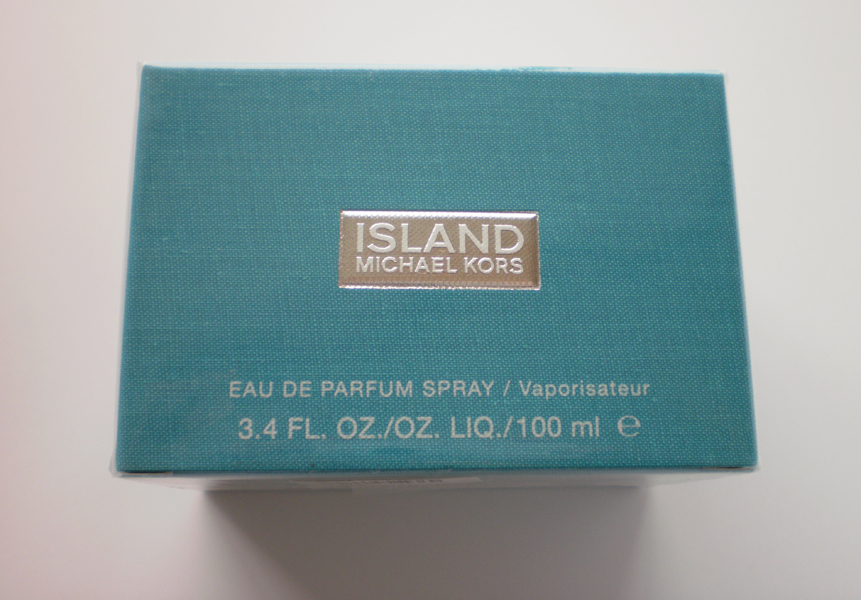 ISLAND
MICHAEL KORS
EAU DE PARFUM SPRAY / Vaporisateur
3.4 FL. OZ./OZ. LIQ./100 ml ℮